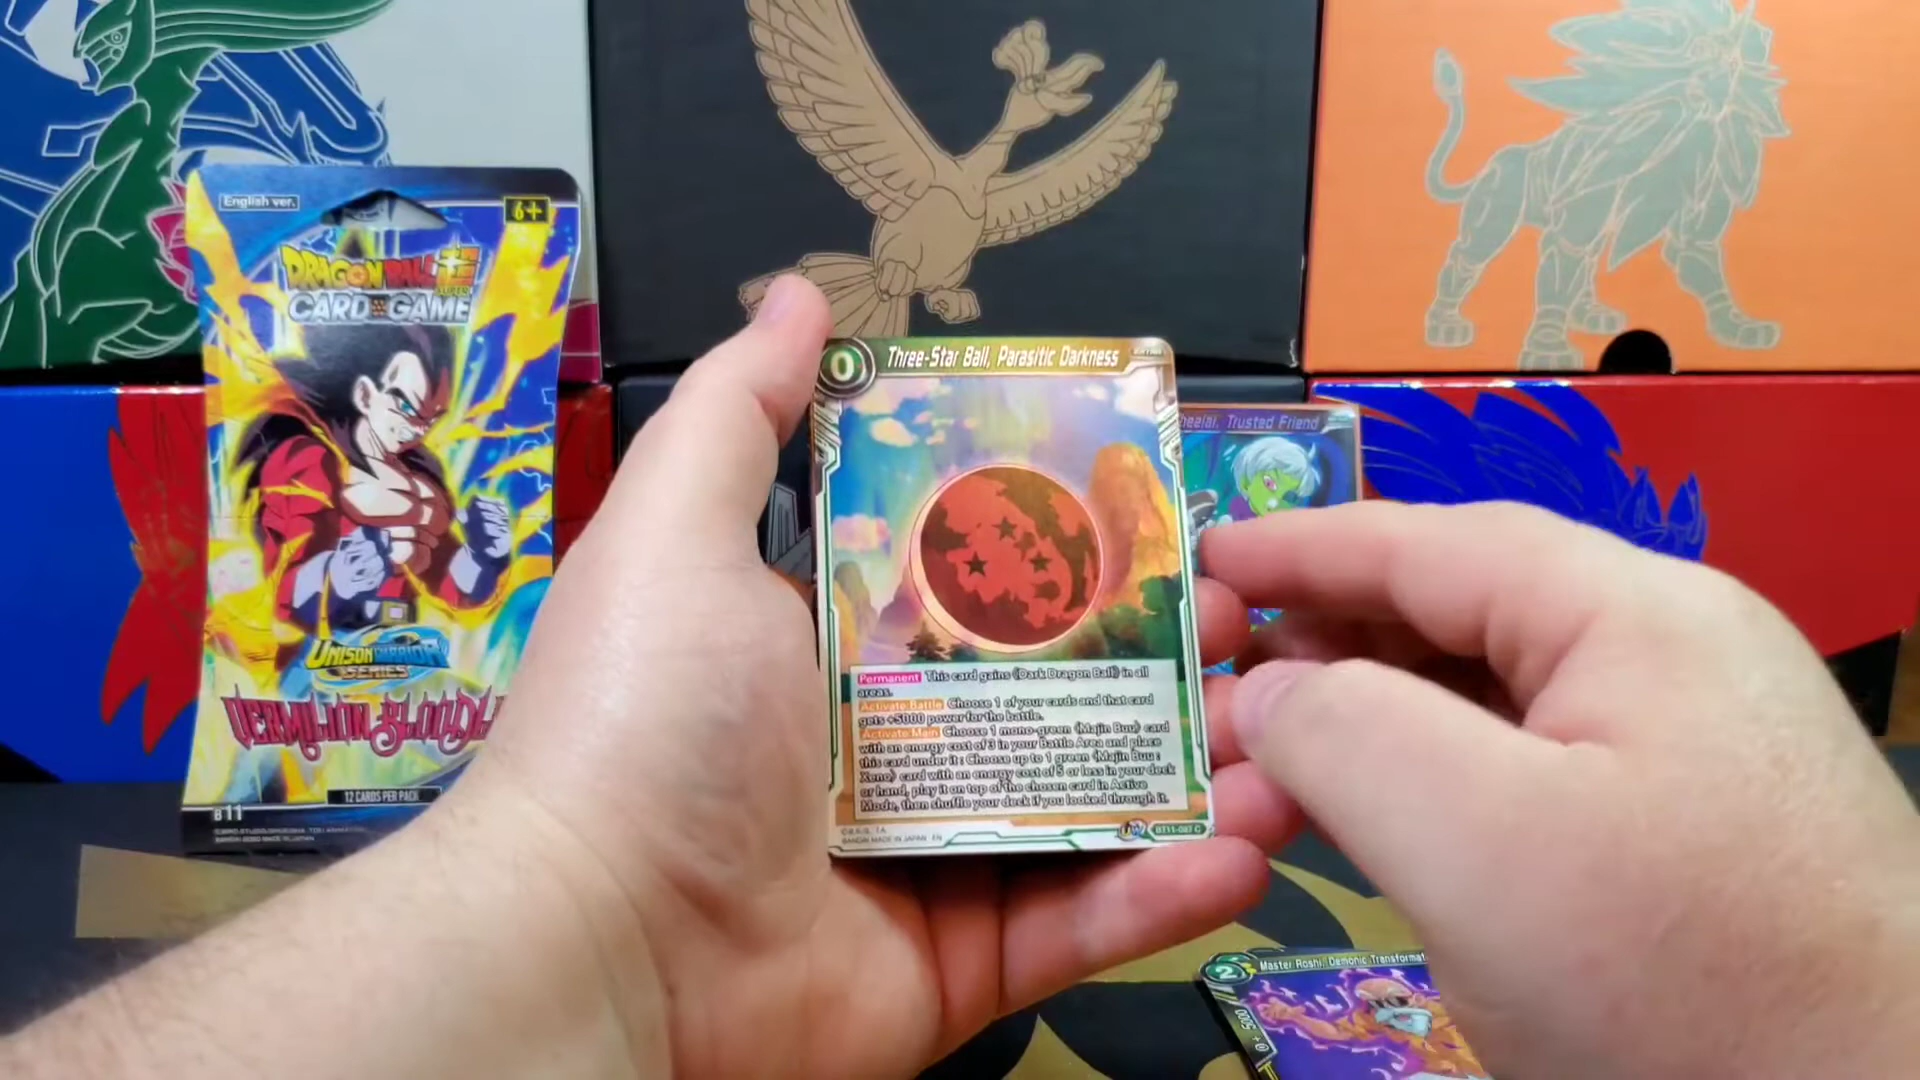 English ver.
6+
DRAGON BALL
SUPER
CARD GAME
UNISON WARRIOR
SERIES
VERMILION BLOODL
12 CARDS PER PACK
B11
0
Three-Star Ball, Parasitic Darkness
Permanent This card gains 《Dark Dragon Ball》 in all
areas.
Activate Battle Choose 1 of your cards and that card
gets +5000 power for the battle.
Activate Main Choose 1 mono-green 《Majin Buu》 card
with an energy cost of 3 in your Battle Area and place
this card under it : Choose up to 1 green 《Majin Buu :
Xeno》 card with an energy cost of 5 or less in your deck
or hand, play it on top of the chosen card in Active
Mode, then shuffle your deck if you looked through it.
BANDAI MADE IN JAPAN EN
UW
BT11-087 C
heelai, Trusted Friend
2
Master Roshi, Demonic Transformat
5000